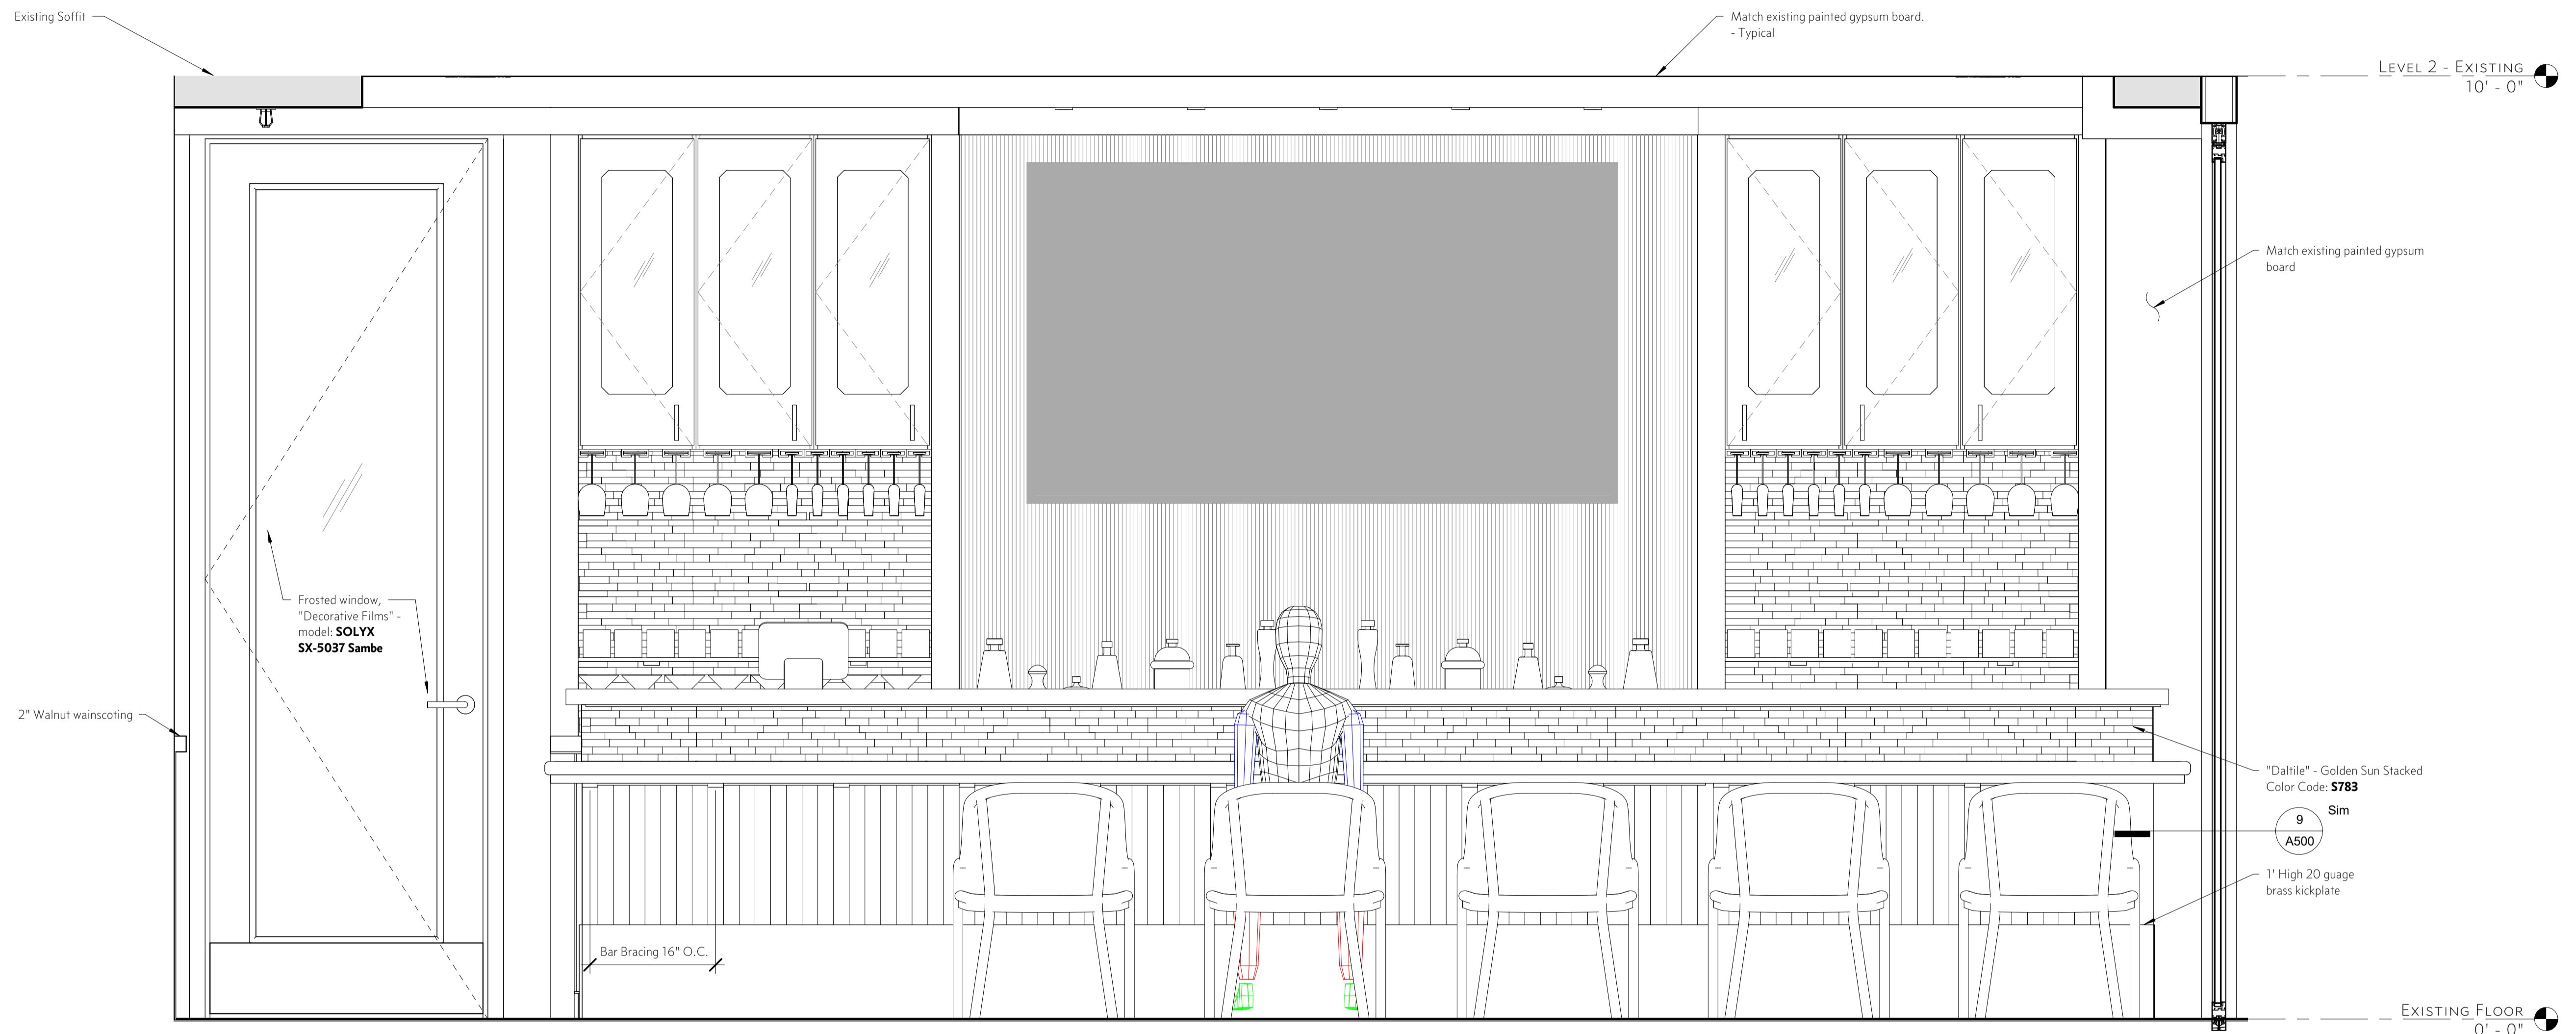 Existing Soffit
Match existing painted gypsum board.
- Typical
Level 2 - Existing
10' - 0"
Match existing painted gypsum
board
Frosted window,
"Decorative Films" -
model: SOLYX
SX-5037 Sambe
2" Walnut wainscoting
"Daltile" - Golden Sun Stacked
Color Code: S783
Sim
9
A500
1' High 20 guage
brass kickplate
Bar Bracing 16" O.C.
Existing Floor
0' - 0"